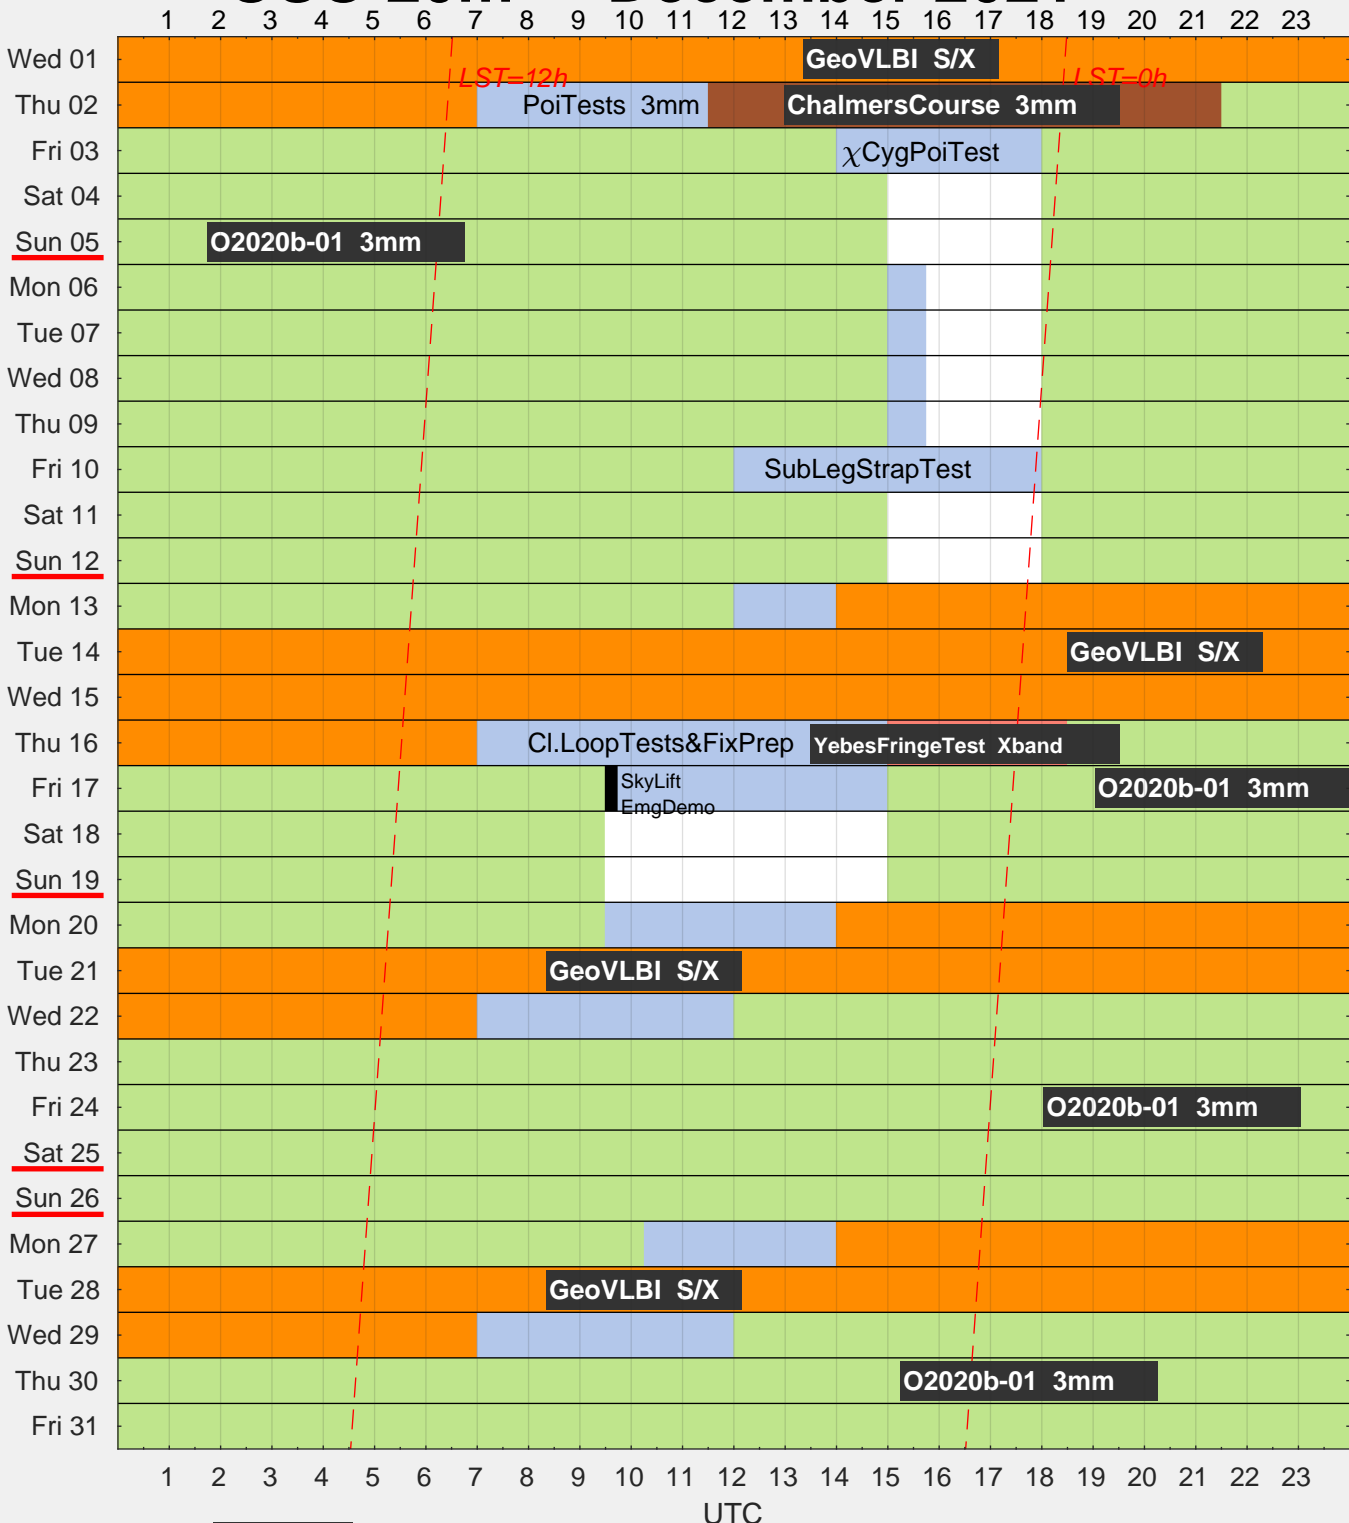 1 2 3 4 5 6 7 8 9 10 11 12 13 14 15 16 17 18 19 20 21 22 23
Wed 01 GeoVLBI S/X
LST=12h LST=0h
Thu 02 PoiTests 3mm ChalmersCourse 3mm
Fri 03 χCygPoiTest
Sat 04
Sun 05 O2020b-01 3mm
Mon 06
Tue 07
Wed 08
Thu 09
Fri 10 SubLegStrapTest
Sat 11
Sun 12
Mon 13
Tue 14 GeoVLBI S/X
Wed 15
Thu 16 Cl.LoopTests&FixPrep YebesFringeTest Xband
Fri 17 SkyLift O2020b-01 3mm
EmgDemo
Sat 18
Sun 19
Mon 20
Tue 21 GeoVLBI S/X
Wed 22
Thu 23
Fri 24 O2020b-01 3mm
Sat 25
Sun 26
Mon 27
Tue 28 GeoVLBI S/X
Wed 29
Thu 30 O2020b-01 3mm
Fri 31
1 2 3 4 5 6 7 8 9 10 11 12 13 14 15 16 17 18 19 20 21 22 23
UTC